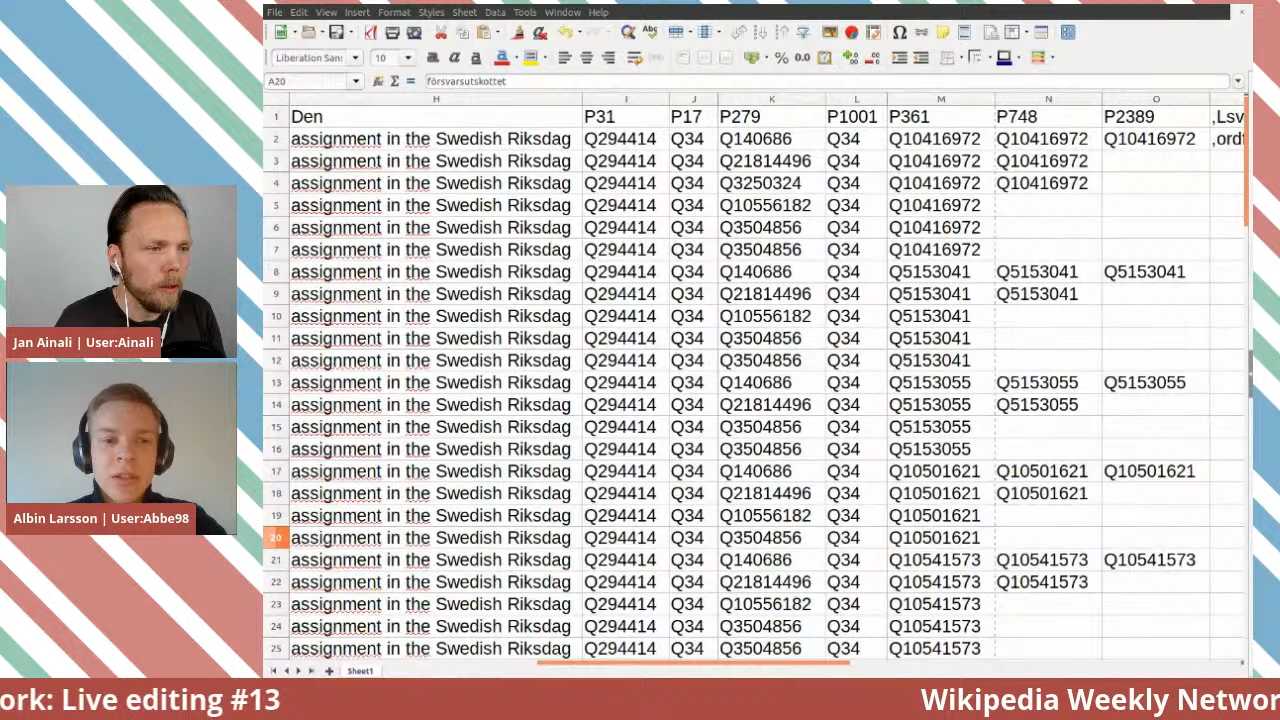 File Edit View Insert Format Styles Sheet Data Tools Window Help
Liberation Sans 10
A20 försvarsutskottet
H I J K L M N O
1 Den P31 P17 P279 P1001 P361 P748 P2389 ,Lsv
2 assignment in the Swedish Riksdag Q294414 Q34 Q140686 Q34 Q10416972 Q10416972 Q10416972 ,ordf
3 assignment in the Swedish Riksdag Q294414 Q34 Q21814496 Q34 Q10416972 Q10416972
4 assignment in the Swedish Riksdag Q294414 Q34 Q3250324 Q34 Q10416972 Q10416972
5 assignment in the Swedish Riksdag Q294414 Q34 Q10556182 Q34 Q10416972
6 assignment in the Swedish Riksdag Q294414 Q34 Q3504856 Q34 Q10416972
7 assignment in the Swedish Riksdag Q294414 Q34 Q3504856 Q34 Q10416972
8 assignment in the Swedish Riksdag Q294414 Q34 Q140686 Q34 Q5153041 Q5153041 Q5153041
9 assignment in the Swedish Riksdag Q294414 Q34 Q21814496 Q34 Q5153041 Q5153041
10 assignment in the Swedish Riksdag Q294414 Q34 Q10556182 Q34 Q5153041
11 assignment in the Swedish Riksdag Q294414 Q34 Q3504856 Q34 Q5153041
12 assignment in the Swedish Riksdag Q294414 Q34 Q3504856 Q34 Q5153041
13 assignment in the Swedish Riksdag Q294414 Q34 Q140686 Q34 Q5153055 Q5153055 Q5153055
14 assignment in the Swedish Riksdag Q294414 Q34 Q21814496 Q34 Q5153055 Q5153055
15 assignment in the Swedish Riksdag Q294414 Q34 Q3504856 Q34 Q5153055
16 assignment in the Swedish Riksdag Q294414 Q34 Q3504856 Q34 Q5153055
17 assignment in the Swedish Riksdag Q294414 Q34 Q140686 Q34 Q10501621 Q10501621 Q10501621
18 assignment in the Swedish Riksdag Q294414 Q34 Q21814496 Q34 Q10501621 Q10501621
19 assignment in the Swedish Riksdag Q294414 Q34 Q10556182 Q34 Q10501621
20 assignment in the Swedish Riksdag Q294414 Q34 Q3504856 Q34 Q10501621
21 assignment in the Swedish Riksdag Q294414 Q34 Q140686 Q34 Q10541573 Q10541573 Q10541573
22 assignment in the Swedish Riksdag Q294414 Q34 Q21814496 Q34 Q10541573 Q10541573
23 assignment in the Swedish Riksdag Q294414 Q34 Q10556182 Q34 Q10541573
24 assignment in the Swedish Riksdag Q294414 Q34 Q3504856 Q34 Q10541573
25 assignment in the Swedish Riksdag Q294414 Q34 Q3504856 Q34 Q10541573
Sheet1
Jan Ainali | User:Ainali
Albin Larsson | User:Abbe98
ork: Live editing #13 Wikipedia Weekly Networ